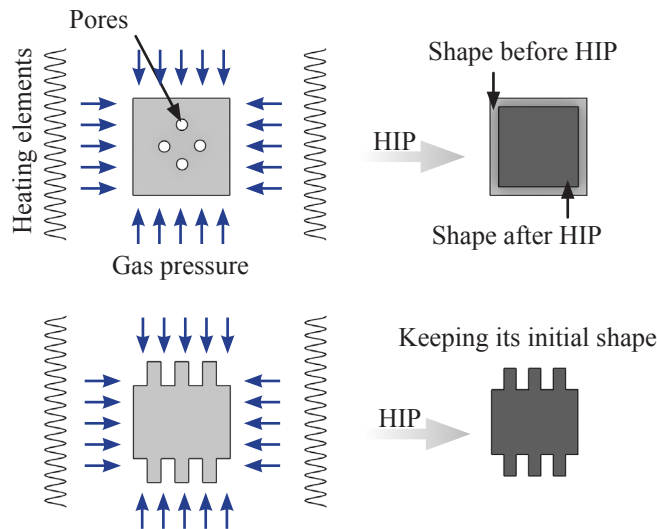 Pores
Shape before HIP
Heating elements
HIP
Shape after HIP
Gas pressure
Keeping its initial shape
HIP